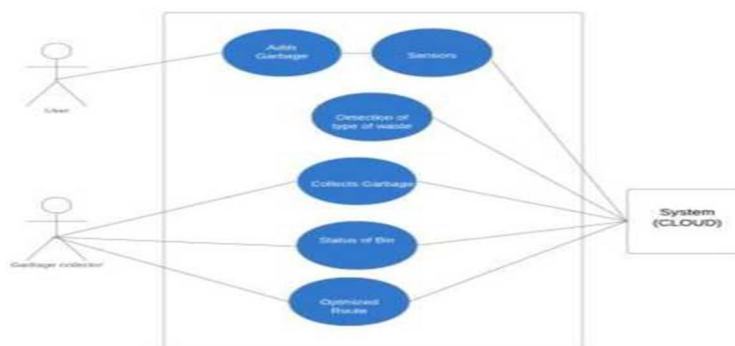 Adds
Garbage
Sensors
User
Detection of
type of waste
Collects Garbage
System
(CLOUD)
Status of Bin
Garbage collector
Optimized
Route